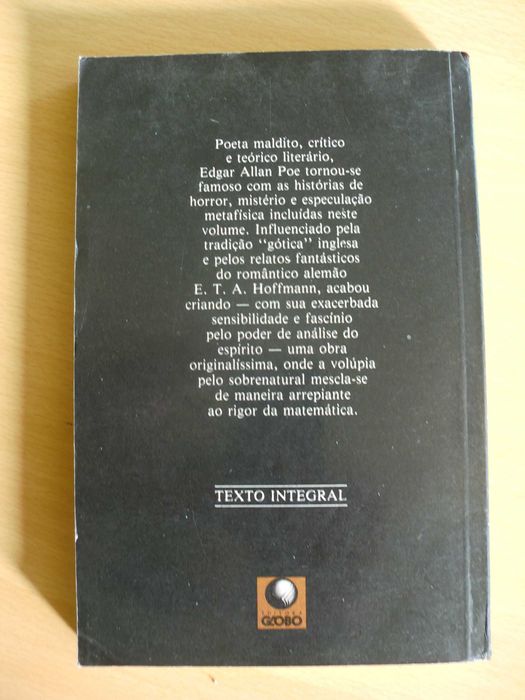 Poeta maldito, crítico
e teórico literário,
Edgar Allan Poe tornou-se
famoso com as histórias de
horror, mistério e especulação
metafísica incluídas neste
volume. Influenciado pela
tradição "gótica" inglesa
e pelos relatos fantásticos
do romântico alemão
E. T. A. Hoffmann, acabou
criando — com sua exacerbada
sensibilidade e fascínio
pelo poder de análise do
espírito — uma obra
originalíssima, onde a volúpia
pelo sobrenatural mescla-se
de maneira arrepiante
ao rigor da matemática.
TEXTO INTEGRAL
EDITORA
GLOBO